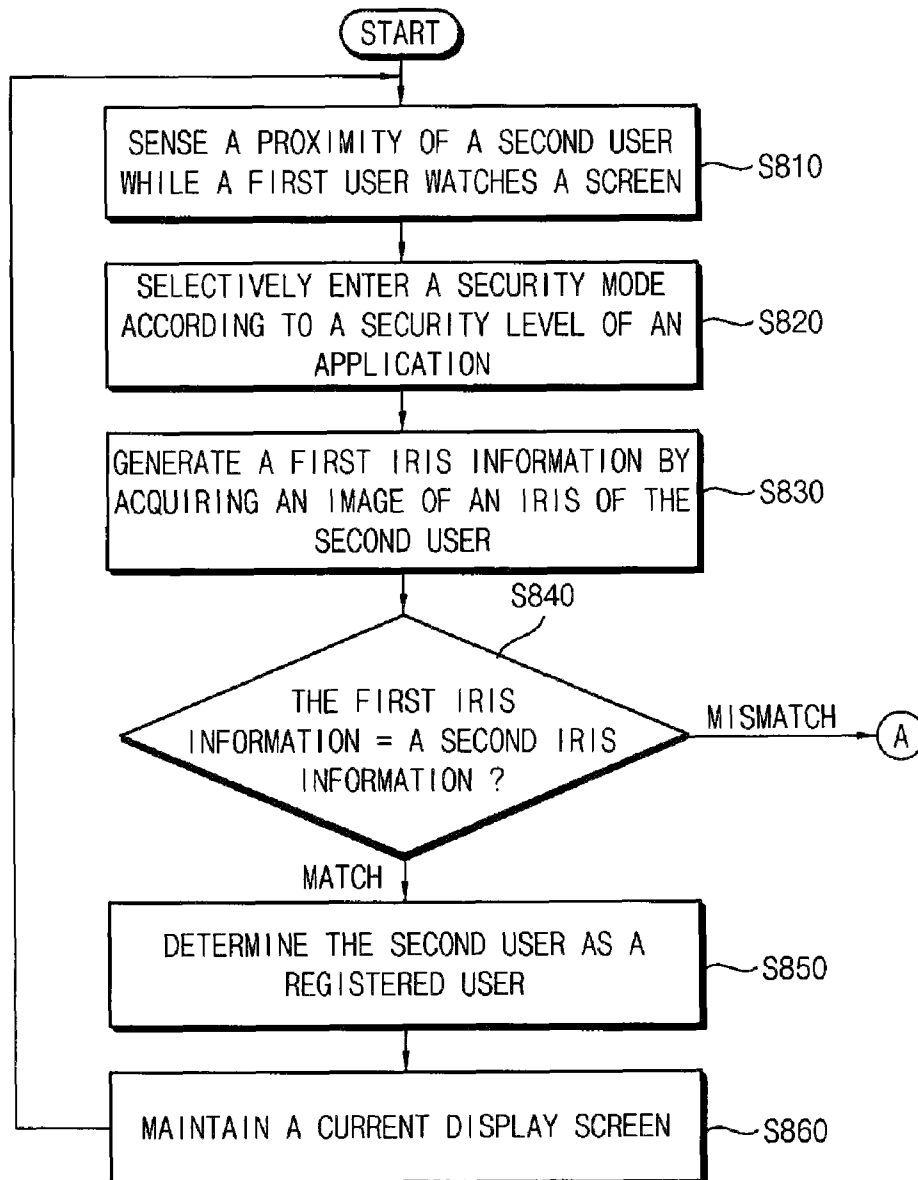 START
SENSE A PROXIMITY OF A SECOND USER
WHILE A FIRST USER WATCHES A SCREEN
S810
SELECTIVELY ENTER A SECURITY MODE
ACCORDING TO A SECURITY LEVEL OF AN
APPLICATION
S820
GENERATE A FIRST IRIS INFORMATION BY
ACQUIRING AN IMAGE OF AN IRIS OF THE
SECOND USER
S830
S840
THE FIRST IRIS
INFORMATION = A SECOND IRIS
INFORMATION ?
MISMATCH
A
MATCH
DETERMINE THE SECOND USER AS A
REGISTERED USER
S850
MAINTAIN A CURRENT DISPLAY SCREEN
S860